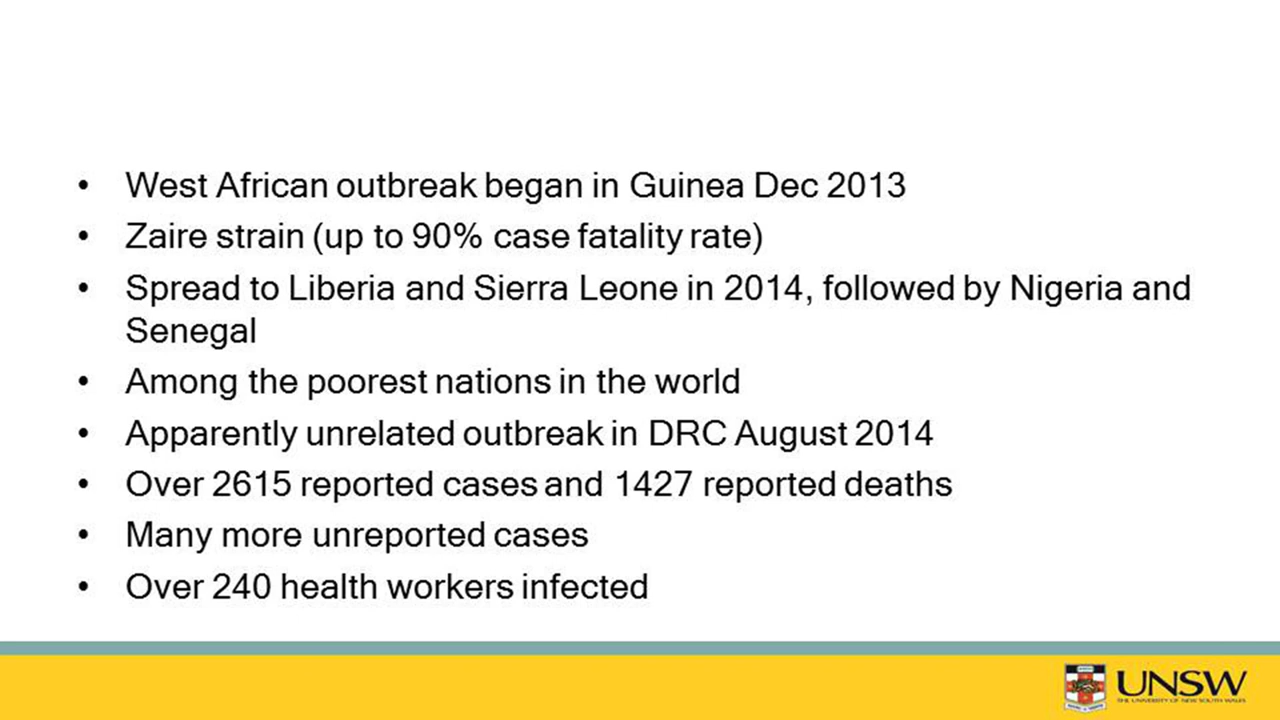 • West African outbreak began in Guinea Dec 2013
• Zaire strain (up to 90% case fatality rate)
• Spread to Liberia and Sierra Leone in 2014, followed by Nigeria and
Senegal
• Among the poorest nations in the world
• Apparently unrelated outbreak in DRC August 2014
• Over 2615 reported cases and 1427 reported deaths
• Many more unreported cases
• Over 240 health workers infected
UNSW
THE UNIVERSITY OF NEW SOUTH WALES